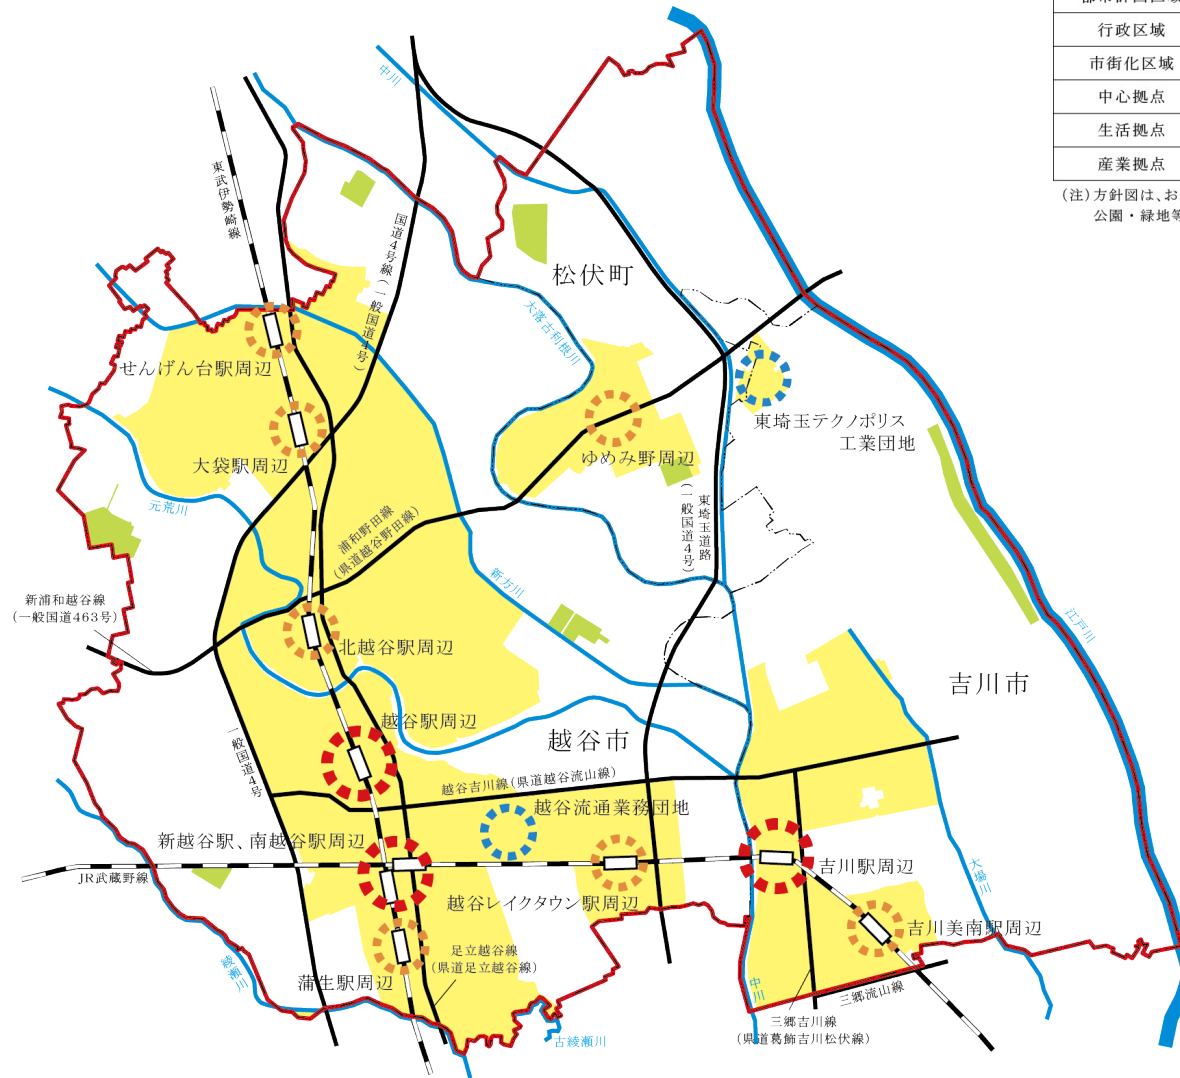 行政区域
市街化区域
中心拠点
生活拠点
産業拠点
(注)方針図は、お
公園・緑地等
中川
東武伊勢崎線
国道4号線(一般国道4号)
松伏町
大落古利根川
せんげん台駅周辺
東埼玉テクノポリス
工業団地
大袋駅周辺
ゆめみ野周辺
元荒川
浦和野田線
(県道越谷野田線)
東埼玉道路
(一般国道4号)
新方川
新浦和越谷線
(一般国道463号)
江戸川
北越谷駅周辺
吉川市
越谷駅周辺
越谷市
一般国道4号
越谷吉川線(県道越谷流山線)
越谷流通業務団地
新越谷駅、南越谷駅周辺
JR武蔵野線
吉川駅周辺
大場川
越谷レイクタウン駅周辺
吉川美南駅周辺
足立越谷線
(県道足立越谷線)
綾瀬川
蒲生駅周辺
中川
三郷流山線
三郷吉川線
(県道葛飾吉川松伏線)
古綾瀬川